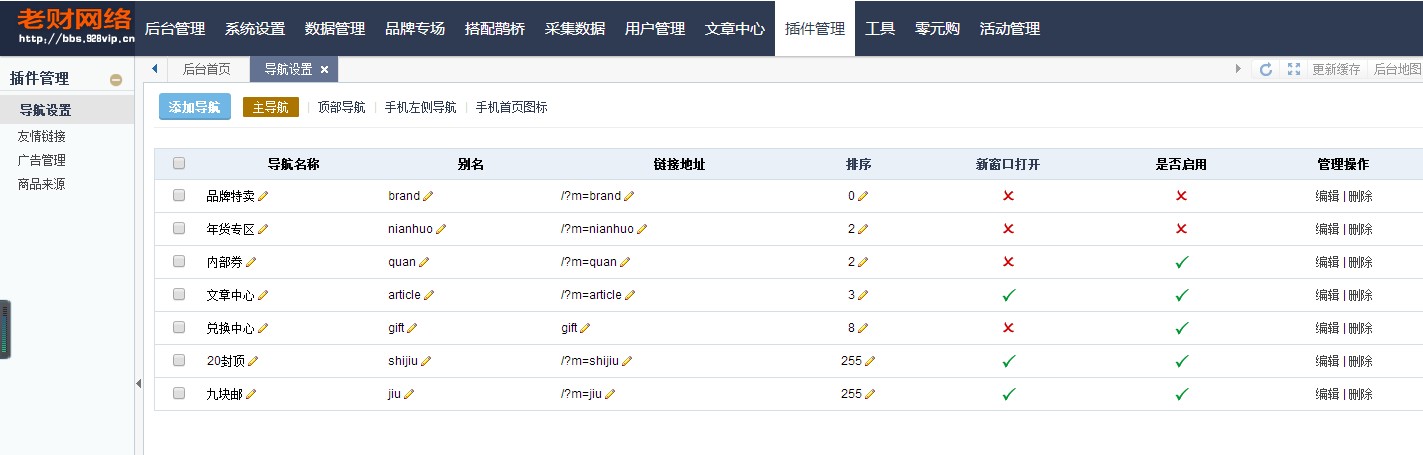 老财网络
http://bbs.928vip.cn
后台管理 系统设置 数据管理 品牌专场 搭配鹊桥 采集数据 用户管理 文章中心 插件管理 工具 零元购 活动管理
插件管理
导航设置
友情链接
广告管理
商品来源
后台首页 导航设置 更新缓存 后台地图
添加导航 主导航 顶部导航 手机左侧导航 手机首页图标
导航名称 别名 链接地址 排序 新窗口打开 是否启用 管理操作
品牌特卖 brand /?m=brand 0 编辑 | 删除
年货专区 nianhuo /?m=nianhuo 2 编辑 | 删除
内部券 quan /?m=quan 2 编辑 | 删除
文章中心 article /?m=article 3 编辑 | 删除
兑换中心 gift gift 8 编辑 | 删除
20封顶 shijiu /?m=shijiu 255 编辑 | 删除
九块邮 jiu /?m=jiu 255 编辑 | 删除